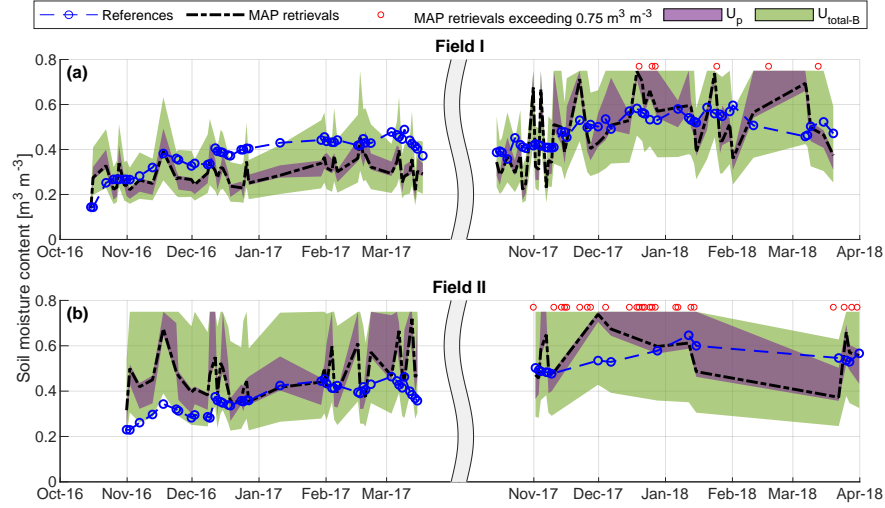 References MAP retrievals MAP retrievals exceeding 0.75 m³ m⁻³ Uₚ U_total-B
Field I
(a)
0.8
0.6
0.4
0.2
0
Oct-16 Nov-16 Dec-16 Jan-17 Feb-17 Mar-17 Nov-17 Dec-17 Jan-18 Feb-18 Mar-18 Apr-18
Soil moisture content [m³ m⁻³]
Field II
(b)
0.8
0.6
0.4
0.2
0
Oct-16 Nov-16 Dec-16 Jan-17 Feb-17 Mar-17 Nov-17 Dec-17 Jan-18 Feb-18 Mar-18 Apr-18